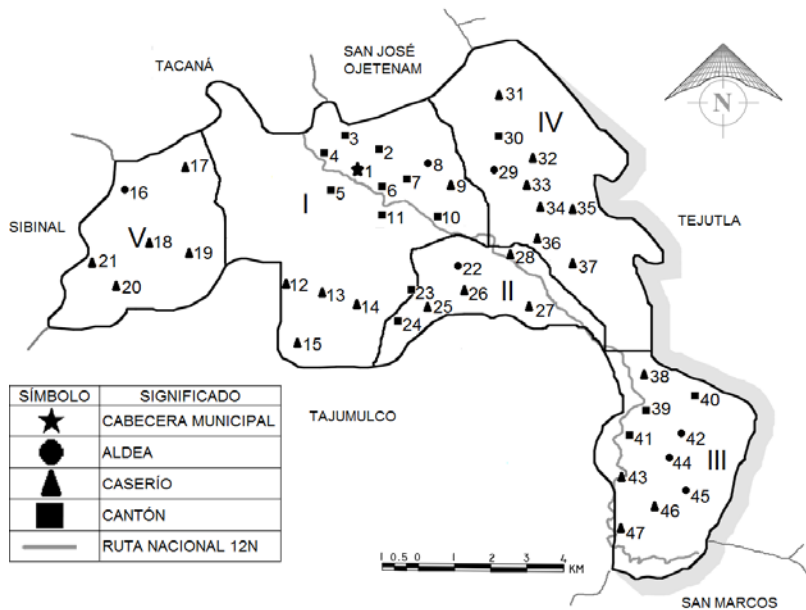 SAN JOSÉ
OJETENAM
TACANÁ
N
31
IV
3
30
2
4
32
17
1
8
29
7
33
16
I
5
6
9
34
35
11
10
TEJUTLA
SIBINAL
V
18
36
19
28
21
22
37
12
II
20
13
23
26
14
25
27
24
15
38
40
39
TAJUMULCO
41
42
III
44
43
45
46
47
SÍMBOLO SIGNIFICADO
CABECERA MUNICIPAL
ALDEA
CASERÍO
CANTÓN
RUTA NACIONAL 12N
1 0.5 0 1 2 3 4
KM
SAN MARCOS